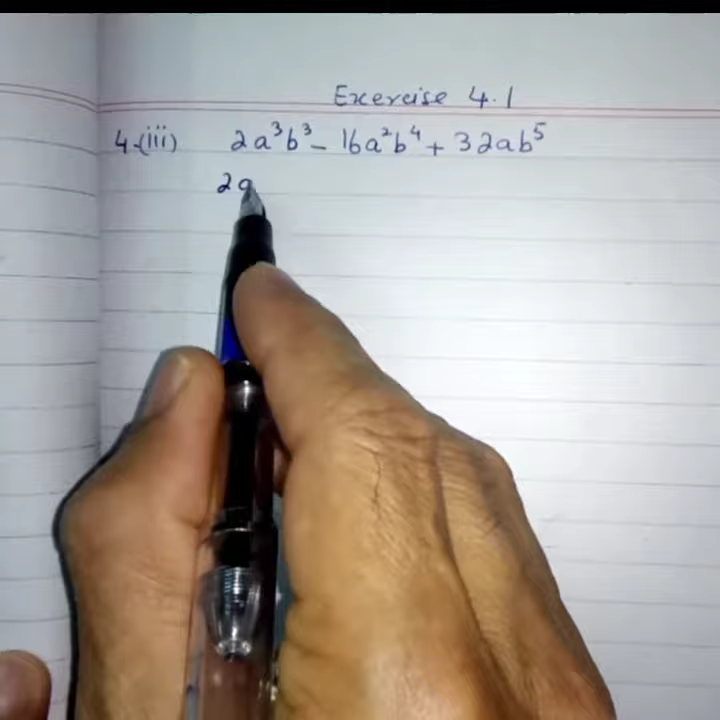 Exercise 4.1
4.(iii) 2a³b³ - 16a²b⁴ + 32ab⁵
2a